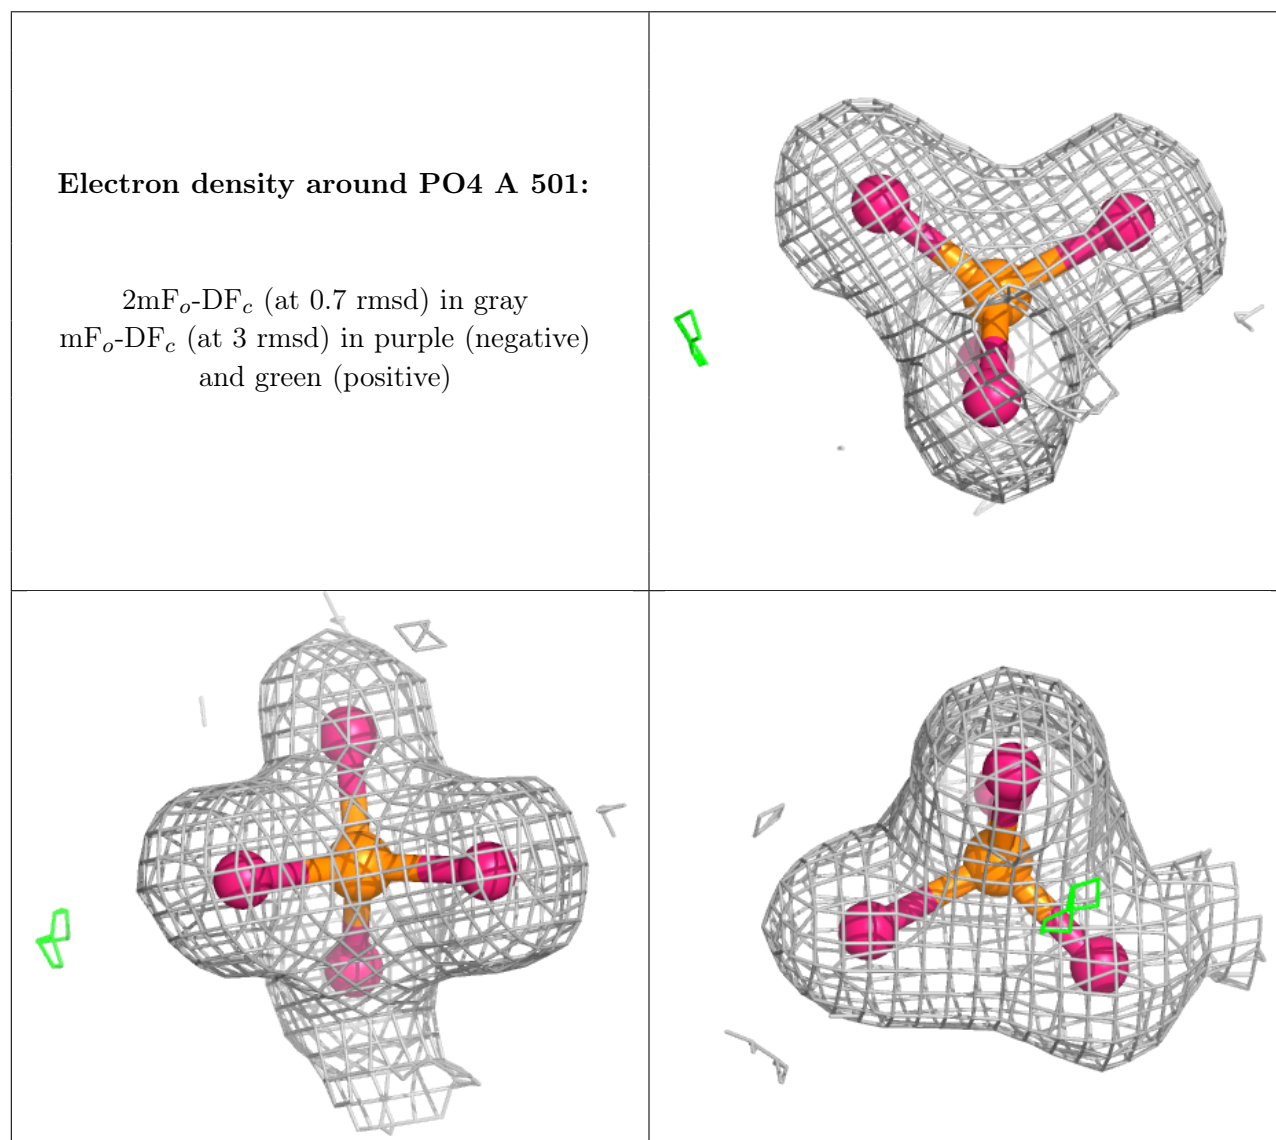 Electron density around PO4 A 501:
2mFo-DFc (at 0.7 rmsd) in gray
mFo-DFc (at 3 rmsd) in purple (negative)
and green (positive)